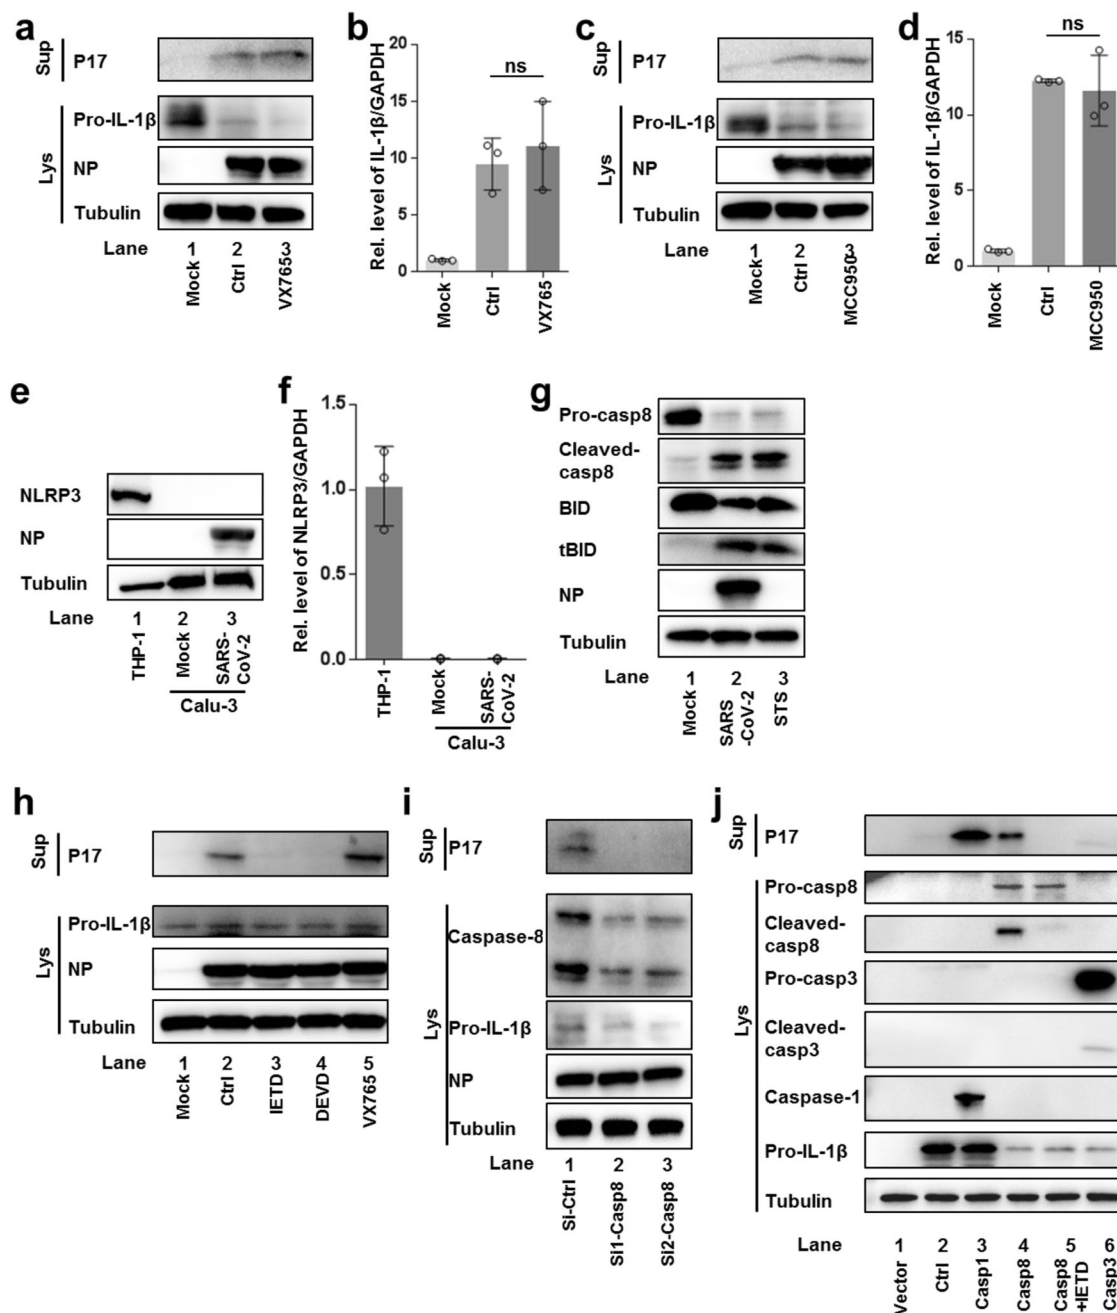 a
Sup
P17
Lys
Pro-IL-1β
NP
Tubulin
Lane 1 2 3
Mock Ctrl VX765
b
Rel. level of IL-1β/GAPDH
20
15
10
5
0
ns
Mock Ctrl VX765
c
Sup
P17
Lys
Pro-IL-1β
NP
Tubulin
Lane 1 2 3
Mock Ctrl MCC950
d
Rel. level of IL-1β/GAPDH
15
10
5
0
ns
Mock Ctrl MCC950
e
NLRP3
NP
Tubulin
Lane 1 2 3
THP-1 Mock SARS-
CoV-2
Calu-3
f
Rel. level of NLRP3/GAPDH
1.5
1.0
0.5
0.0
THP-1 Mock SARS-
CoV-2
Calu-3
g
Pro-casp8
Cleaved-
casp8
BID
tBID
NP
Tubulin
Lane 1 2 3
Mock SARS
-CoV-2 STS
h
Sup
P17
Lys
Pro-IL-1β
NP
Tubulin
Lane 1 2 3 4 5
Mock Ctrl IETD DEVD VX765
i
Sup
P17
Lys
Caspase-8
Pro-IL-1β
NP
Tubulin
Lane 1 2 3
Si-Ctrl Si1-Casp8 Si2-Casp8
j
Sup
P17
Lys
Pro-casp8
Cleaved-
casp8
Pro-casp3
Cleaved-
casp3
Caspase-1
Pro-IL-1β
Tubulin
Lane 1 2 3 4 5 6
Vector Ctrl Casp1 Casp8 Casp8
+IETD Casp3